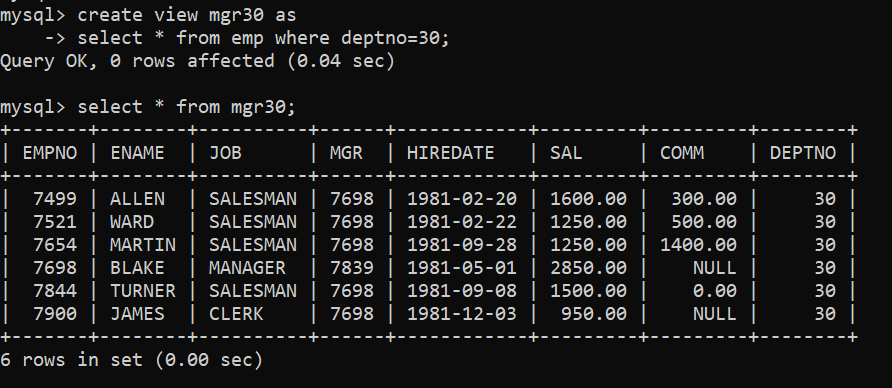 mysql> create view mgr30 as
    -> select * from emp where deptno=30;
Query OK, 0 rows affected (0.04 sec)

mysql> select * from mgr30;
+-------+--------+----------+------+------------+---------+---------+--------+
| EMPNO | ENAME  | JOB      | MGR  | HIREDATE   | SAL     | COMM    | DEPTNO |
+-------+--------+----------+------+------------+---------+---------+--------+
|  7499 | ALLEN  | SALESMAN | 7698 | 1981-02-20 | 1600.00 |  300.00 |     30 |
|  7521 | WARD   | SALESMAN | 7698 | 1981-02-22 | 1250.00 |  500.00 |     30 |
|  7654 | MARTIN | SALESMAN | 7698 | 1981-09-28 | 1250.00 | 1400.00 |     30 |
|  7698 | BLAKE  | MANAGER  | 7839 | 1981-05-01 | 2850.00 |    NULL |     30 |
|  7844 | TURNER | SALESMAN | 7698 | 1981-09-08 | 1500.00 |    0.00 |     30 |
|  7900 | JAMES  | CLERK    | 7698 | 1981-12-03 |  950.00 |    NULL |     30 |
+-------+--------+----------+------+------------+---------+---------+--------+
6 rows in set (0.00 sec)